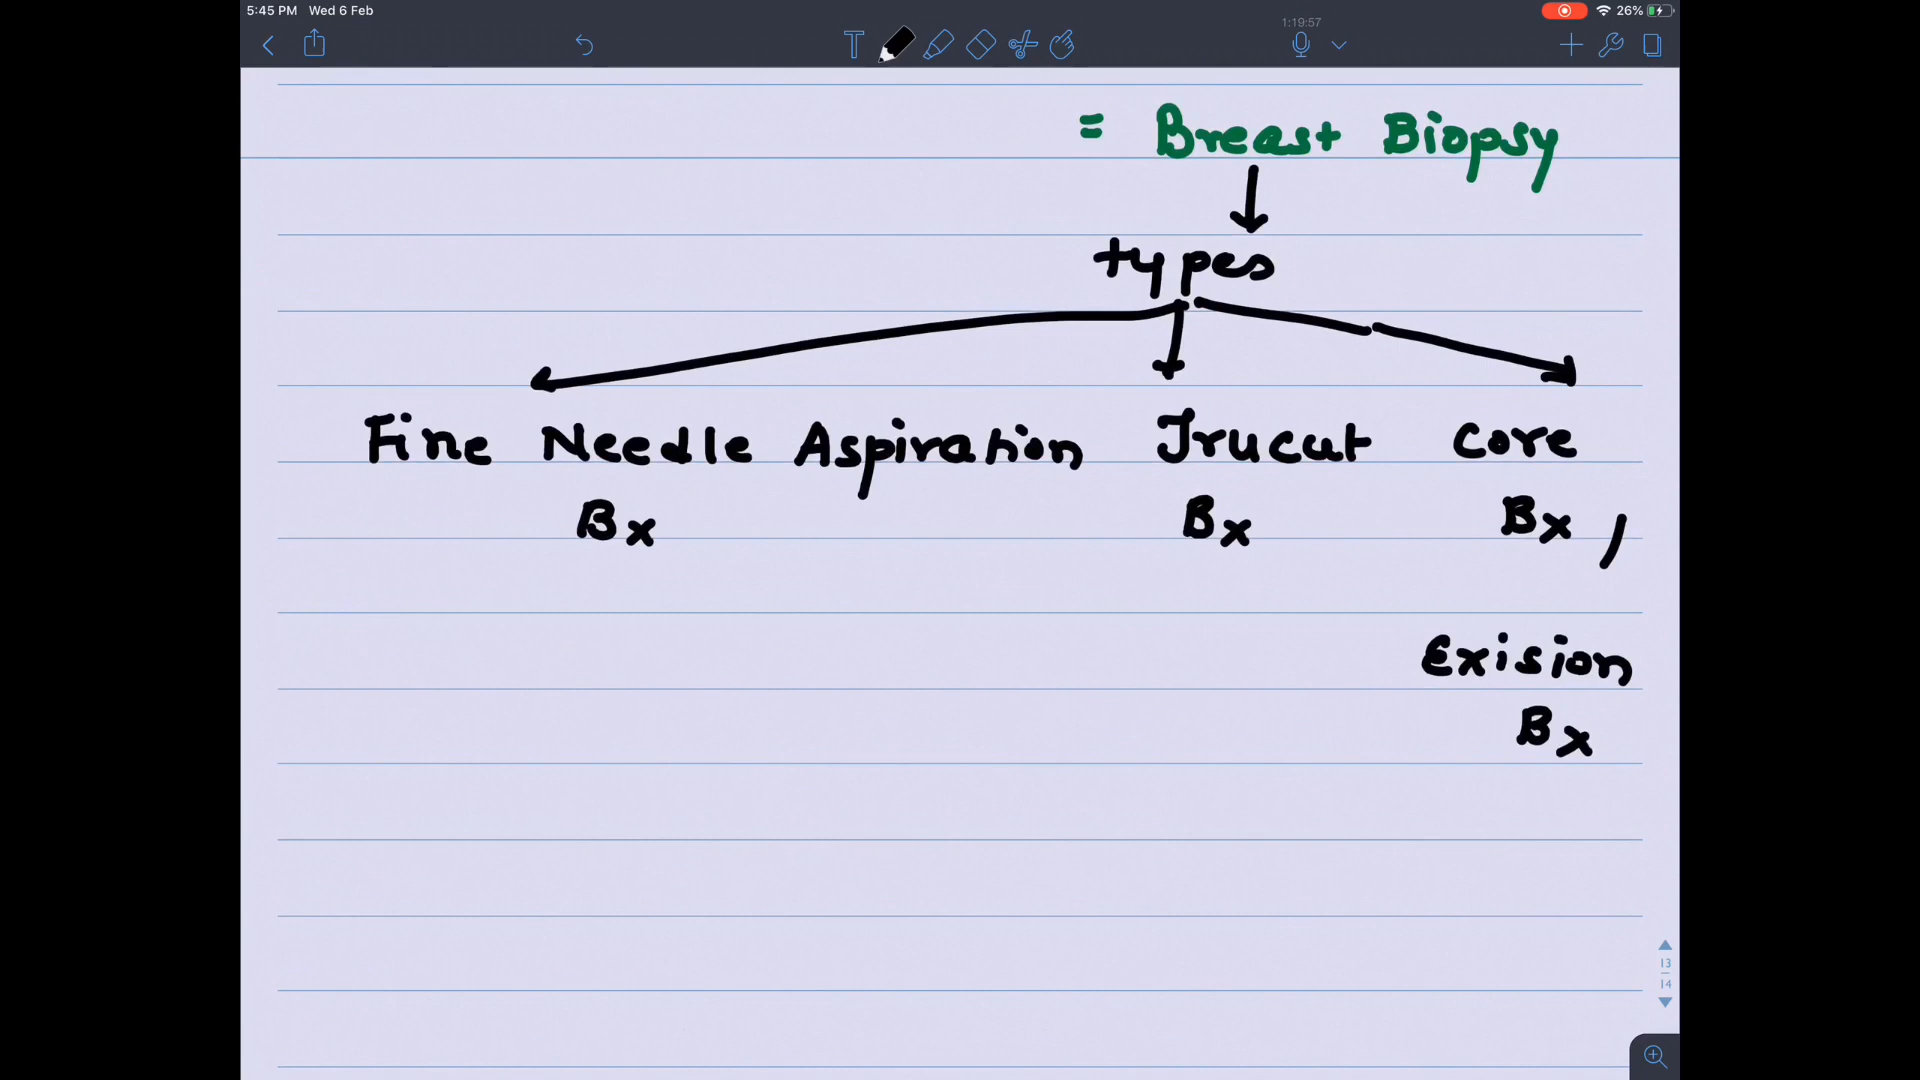 5:45 PM Wed 6 Feb
26%
1:19:57
T
= Breast Biopsy
types
Fine Needle Aspiration Trucut Core
Bx Bx Bx,
Exision
Bx
13
14